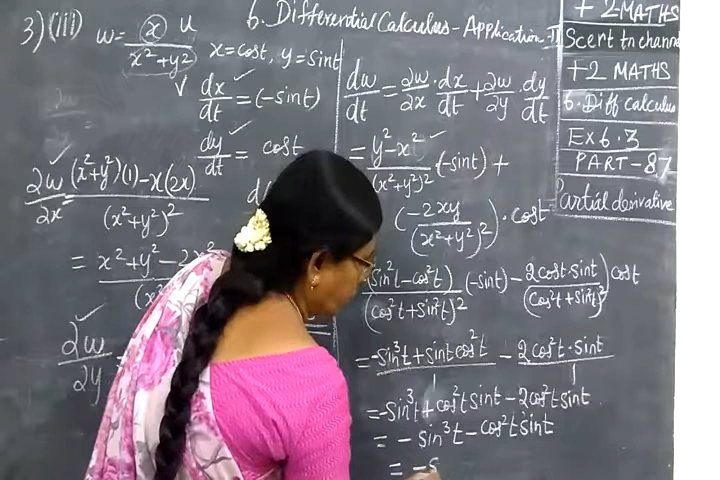 6. Differential Calculus - Application - II
3) (iii) w = x / (x²+y²) u
v
x = cost, y = sint
dx/dt = (-sint)
dy/dt = cost
∂w/∂x = ((x²+y²)(1) - x(2x)) / (x²+y²)²
= x²+y²-2x²
∂w/∂y
dw/dt = ∂w/∂x · dx/dt + ∂w/∂y · dy/dt
= (y²-x²)/(x²+y²)² (-sint) +
(-2xy/(x²+y²)²) · cost
(sin²t - cos²t)/(cos²t + sin²t)² (-sint) - (2cost·sint/(cos²t + sin²t)²) cost
= (-sin³t + sint cos²t)/1 - (2cos²t·sint)/1
= -sin³t + cos²t sint - 2cos²t sint
= - sin³t - cos²t sint
= -s
+2 MATHS
Scert tn channel
+2 MATHS
6. Diff calculus
Ex 6.3
PART-87
Partial derivative